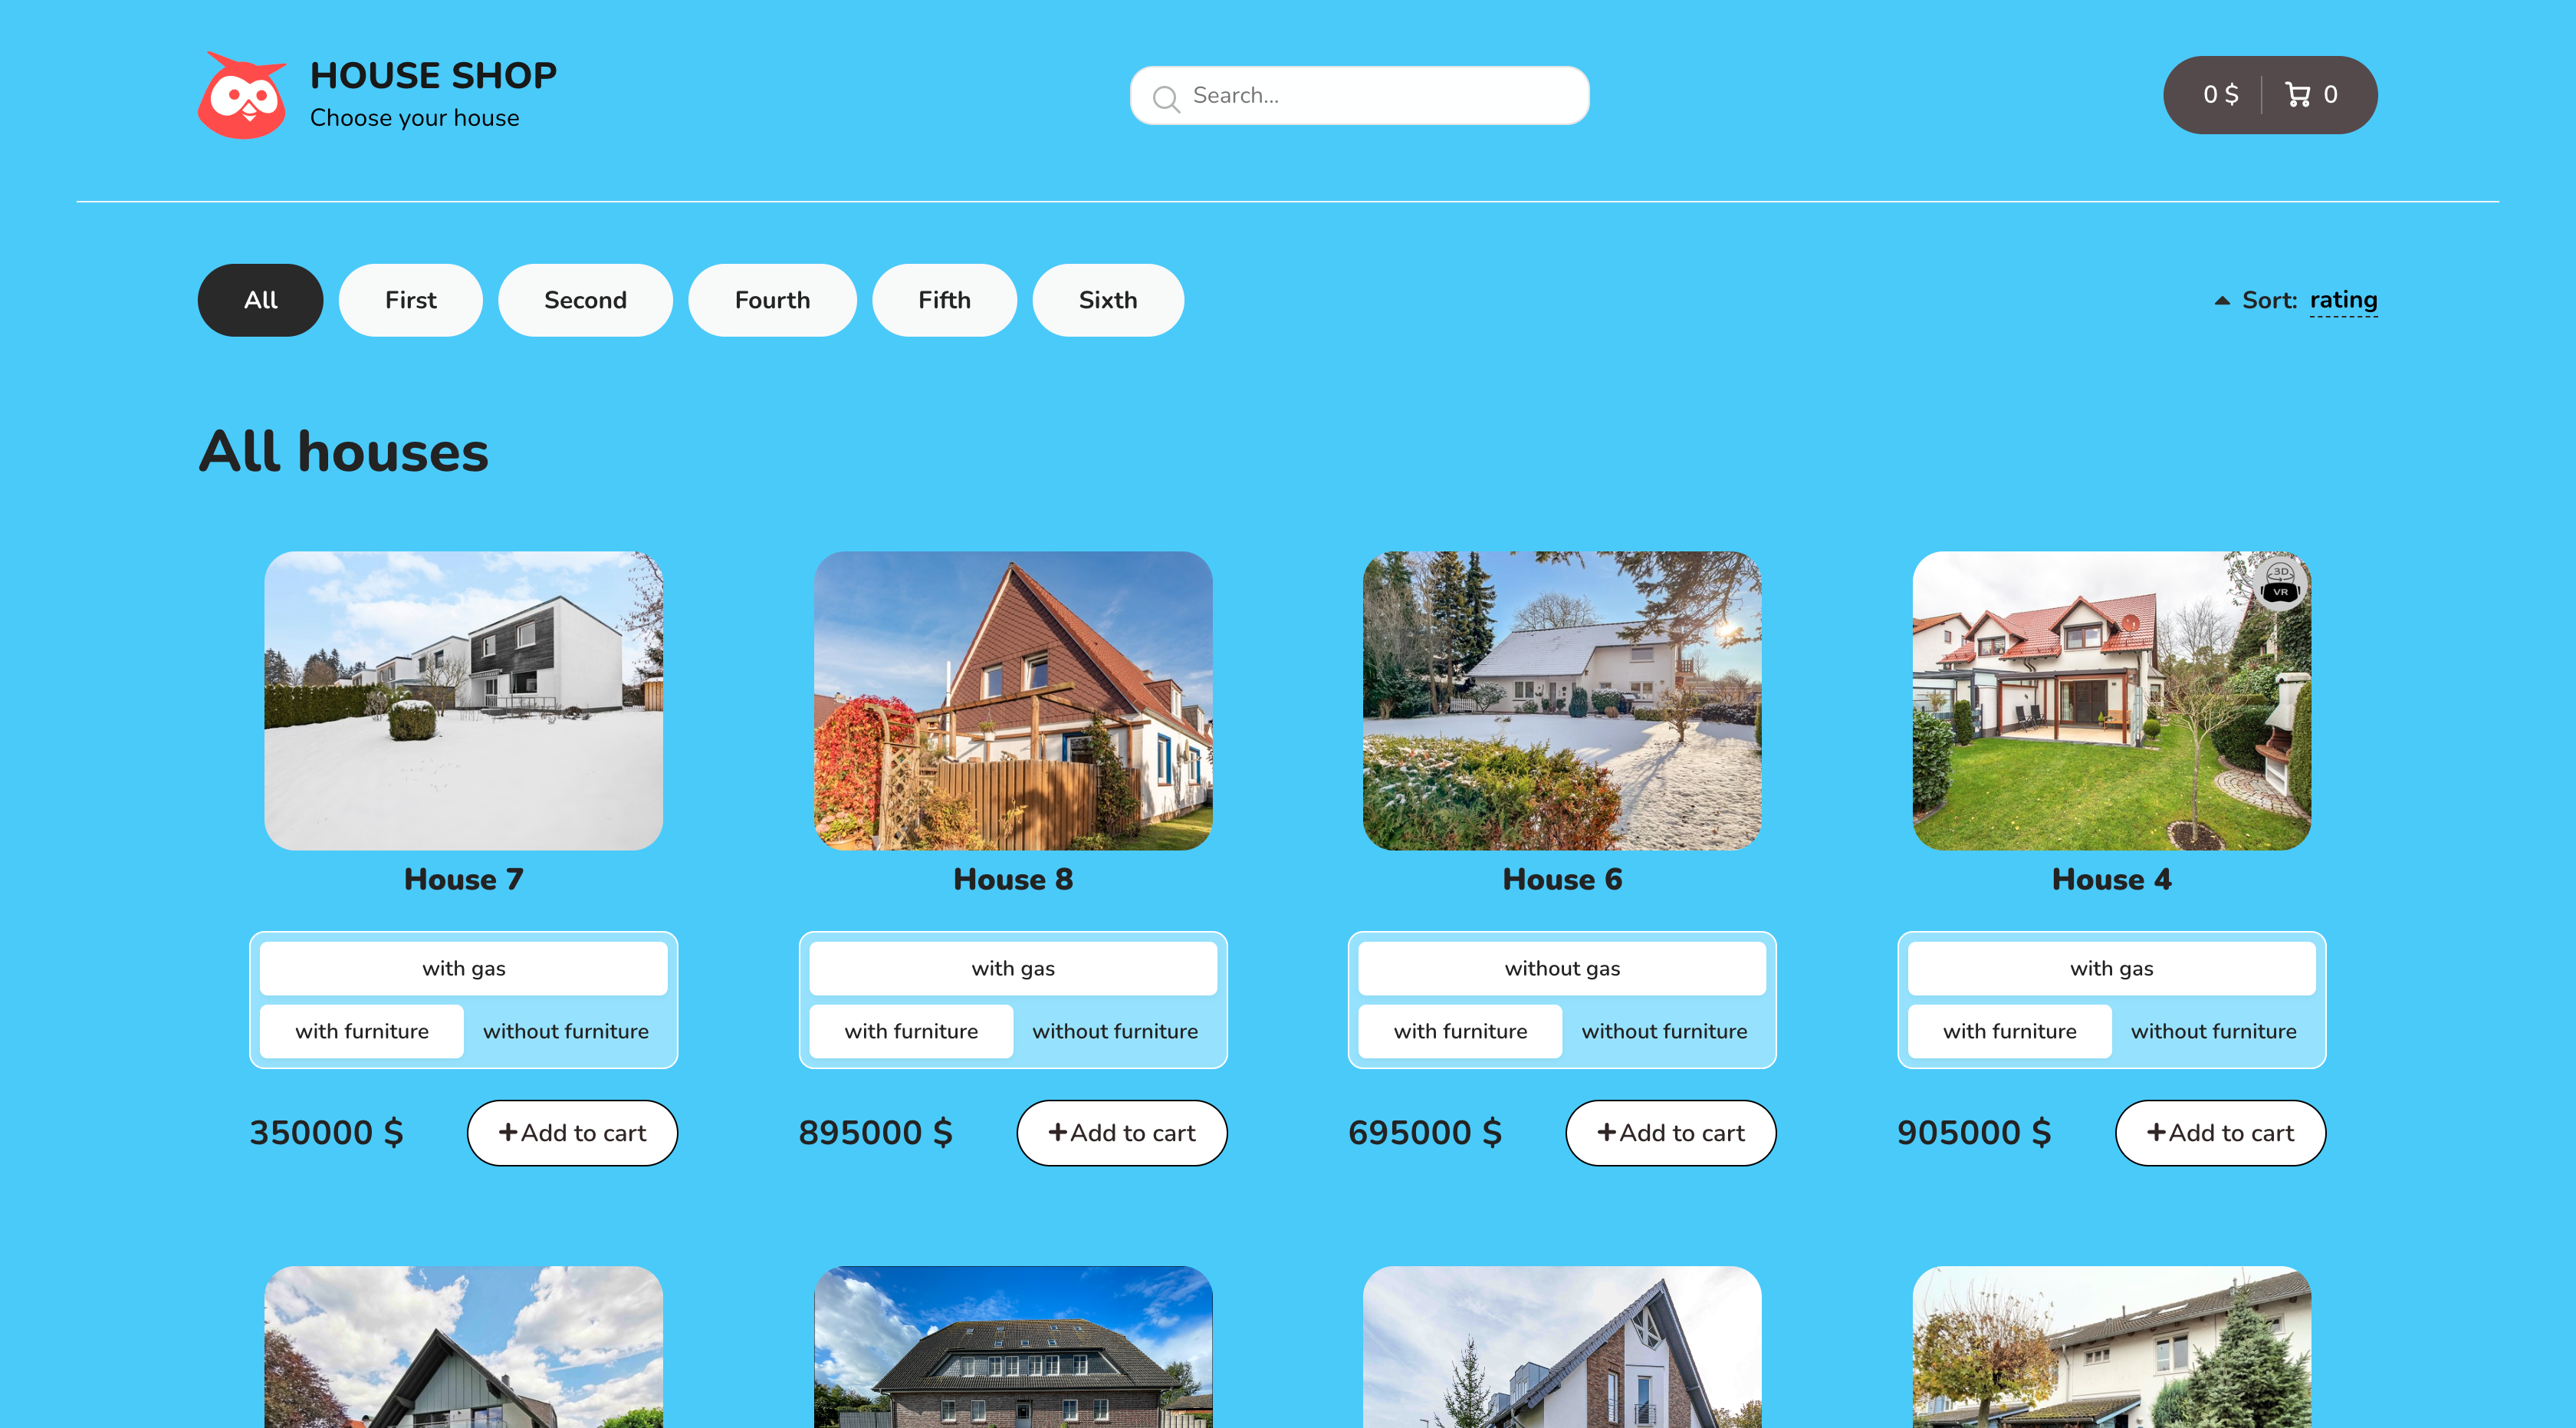 HOUSE SHOP
Choose your house
Search...
0 $ 0
All First Second Fourth Fifth Sixth
Sort: rating
All houses
3D
VR
House 7 House 8 House 6 House 4
with gas with gas without gas with gas
with furniture without furniture with furniture without furniture with furniture without furniture with furniture without furniture
350000 $ +Add to cart 895000 $ +Add to cart 695000 $ +Add to cart 905000 $ +Add to cart